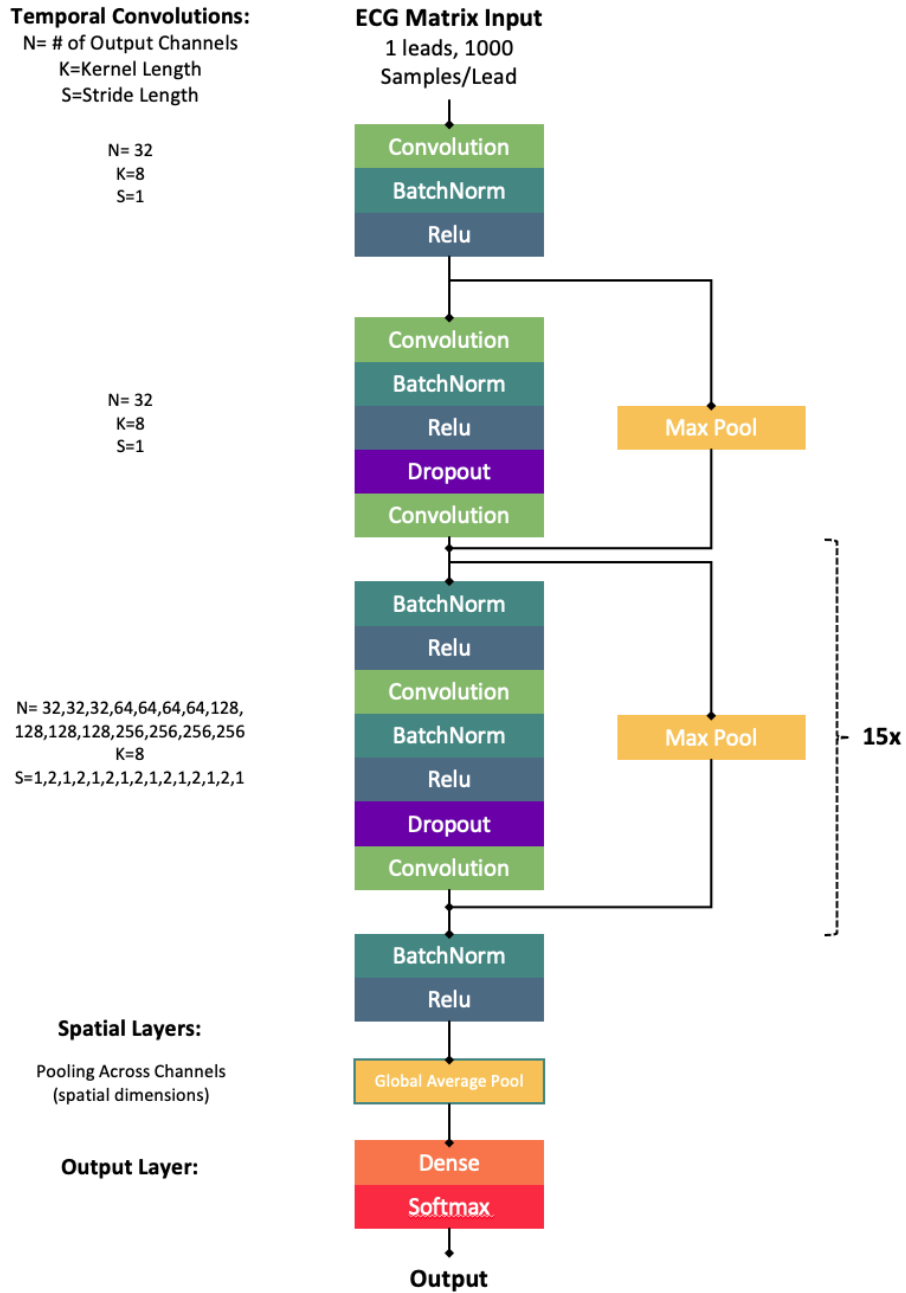 Temporal Convolutions:
N= # of Output Channels
K=Kernel Length
S=Stride Length
ECG Matrix Input
1 leads, 1000
Samples/Lead
N= 32
K=8
S=1
Convolution
BatchNorm
Relu
N= 32
K=8
S=1
Convolution
BatchNorm
Relu
Dropout
Convolution
Max Pool
N= 32,32,32,64,64,64,64,128,
128,128,128,256,256,256,256
K=8
S=1,2,1,2,1,2,1,2,1,2,1,2,1,2,1
BatchNorm
Relu
Convolution
BatchNorm
Relu
Dropout
Convolution
Max Pool
15x
BatchNorm
Relu
Spatial Layers:
Pooling Across Channels
(spatial dimensions)
Global Average Pool
Output Layer:
Dense
Softmax
Output